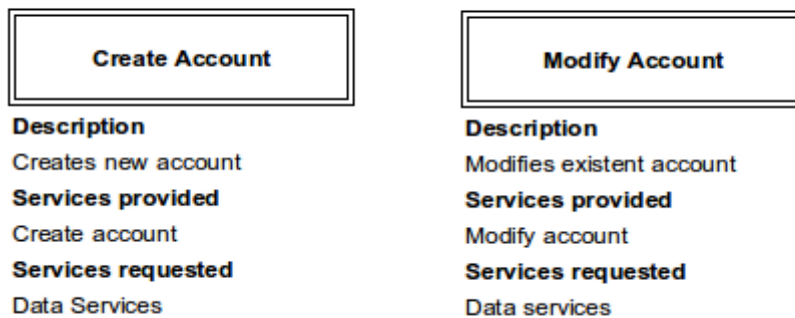 Create Account
Description
Creates new account
Services provided
Create account
Services requested
Data Services
Modify Account
Description
Modifies existent account
Services provided
Modify account
Services requested
Data services